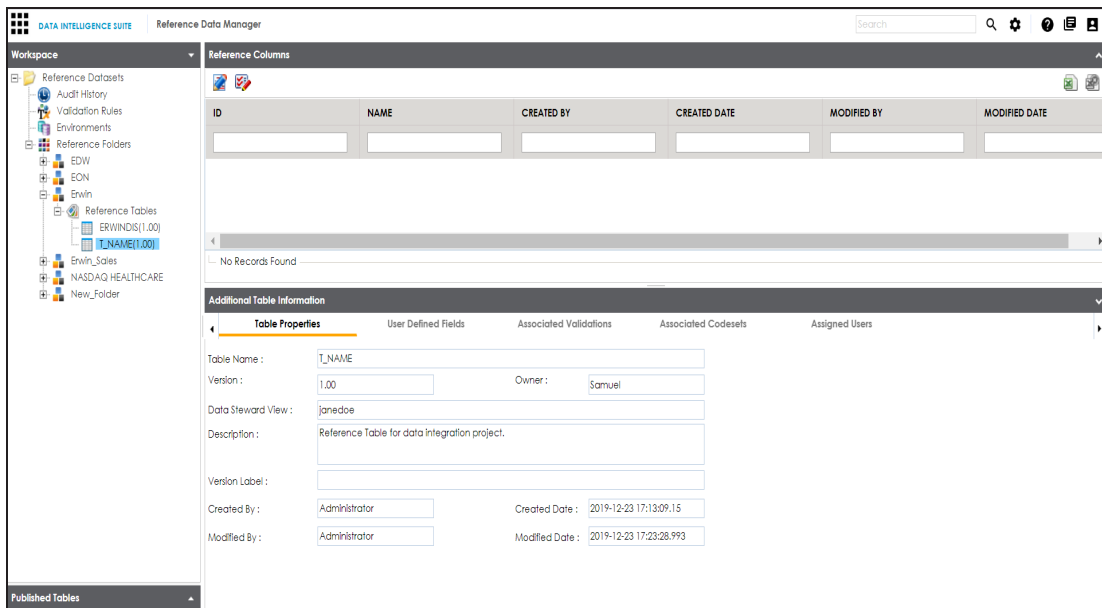 DATA INTELLIGENCE SUITE Reference Data Manager Search
Workspace
Reference Datasets
Audit History
Validation Rules
Environments
Reference Folders
EDW
EON
Erwin
Reference Tables
ERWINDIS(1.00)
T_NAME(1.00)
Erwin_Sales
NASDAQ HEALTHCARE
New_Folder
Published Tables
Reference Columns
ID NAME CREATED BY CREATED DATE MODIFIED BY MODIFIED DATE
No Records Found
Additional Table Information
Table Properties User Defined Fields Associated Validations Associated Codesets Assigned Users
Table Name : T_NAME
Version : 1.00 Owner : Samuel
Data Steward View : janedoe
Description : Reference Table for data integration project.
Version Label :
Created By : Administrator Created Date : 2019-12-23 17:13:09.15
Modified By : Administrator Modified Date : 2019-12-23 17:23:28.993